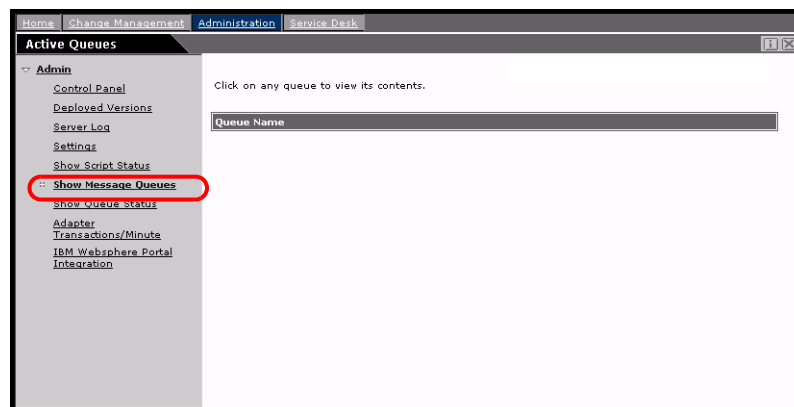 Home Change Management Administration Service Desk
Active Queues
Admin
Control Panel
Click on any queue to view its contents.
Deployed Versions
Server Log
Queue Name
Settings
Show Script Status
Show Message Queues
Show Queue Status
Adapter
Transactions/Minute
IBM Websphere Portal
Integration